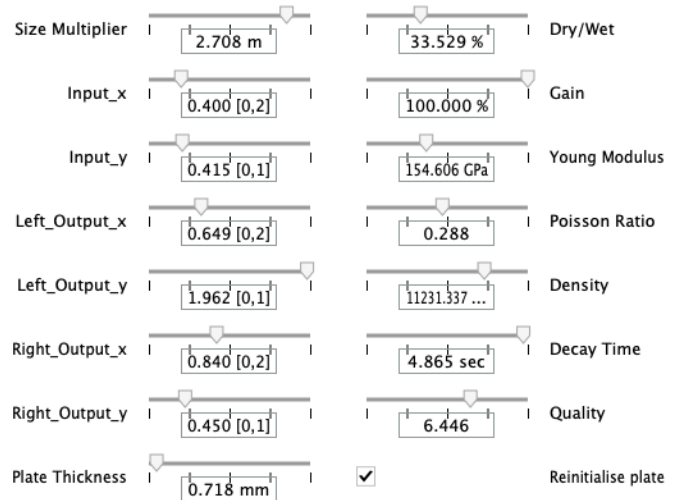 Size Multiplier 2.708 m 33.529 % Dry/Wet
Input_x 0.400 [0,2] 100.000 % Gain
Input_y 0.415 [0,1] 154.606 GPa Young Modulus
Left_Output_x 0.649 [0,2] 0.288 Poisson Ratio
Left_Output_y 1.962 [0,1] 11231.337 ... Density
Right_Output_x 0.840 [0,2] 4.865 sec Decay Time
Right_Output_y 0.450 [0,1] 6.446 Quality
Plate Thickness 0.718 mm Reinitialise plate